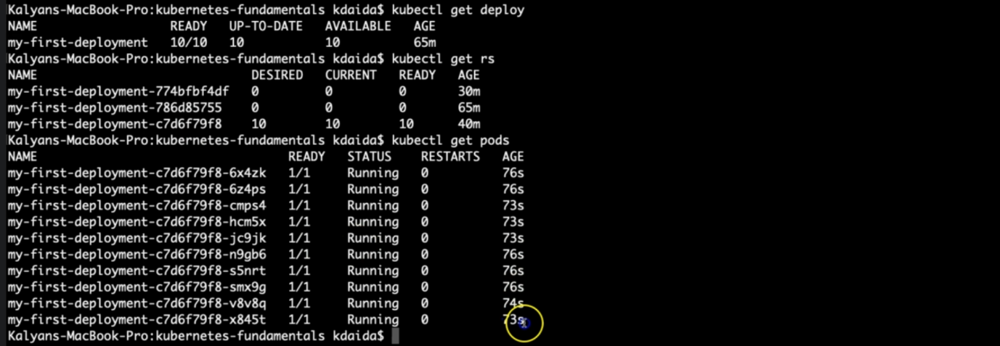 Kalyans-MacBook-Pro:kubernetes-fundamentals kdaida$ kubectl get deploy
NAME                  READY   UP-TO-DATE   AVAILABLE   AGE
my-first-deployment   10/10   10           10          65m
Kalyans-MacBook-Pro:kubernetes-fundamentals kdaida$ kubectl get rs
NAME                             DESIRED   CURRENT   READY   AGE
my-first-deployment-774bfbf4df   0         0         0       30m
my-first-deployment-786d85755    0         0         0       65m
my-first-deployment-c7d6f79f8    10        10        10      40m
Kalyans-MacBook-Pro:kubernetes-fundamentals kdaida$ kubectl get pods
NAME                                  READY   STATUS    RESTARTS   AGE
my-first-deployment-c7d6f79f8-6x4zk   1/1     Running   0          76s
my-first-deployment-c7d6f79f8-6z4ps   1/1     Running   0          76s
my-first-deployment-c7d6f79f8-cmps4   1/1     Running   0          73s
my-first-deployment-c7d6f79f8-hcm5x   1/1     Running   0          73s
my-first-deployment-c7d6f79f8-jc9jk   1/1     Running   0          73s
my-first-deployment-c7d6f79f8-n9gb6   1/1     Running   0          76s
my-first-deployment-c7d6f79f8-s5nrt   1/1     Running   0          76s
my-first-deployment-c7d6f79f8-smx9g   1/1     Running   0          76s
my-first-deployment-c7d6f79f8-v8v8q   1/1     Running   0          74s
my-first-deployment-c7d6f79f8-x845t   1/1     Running   0          73s
Kalyans-MacBook-Pro:kubernetes-fundamentals kdaida$